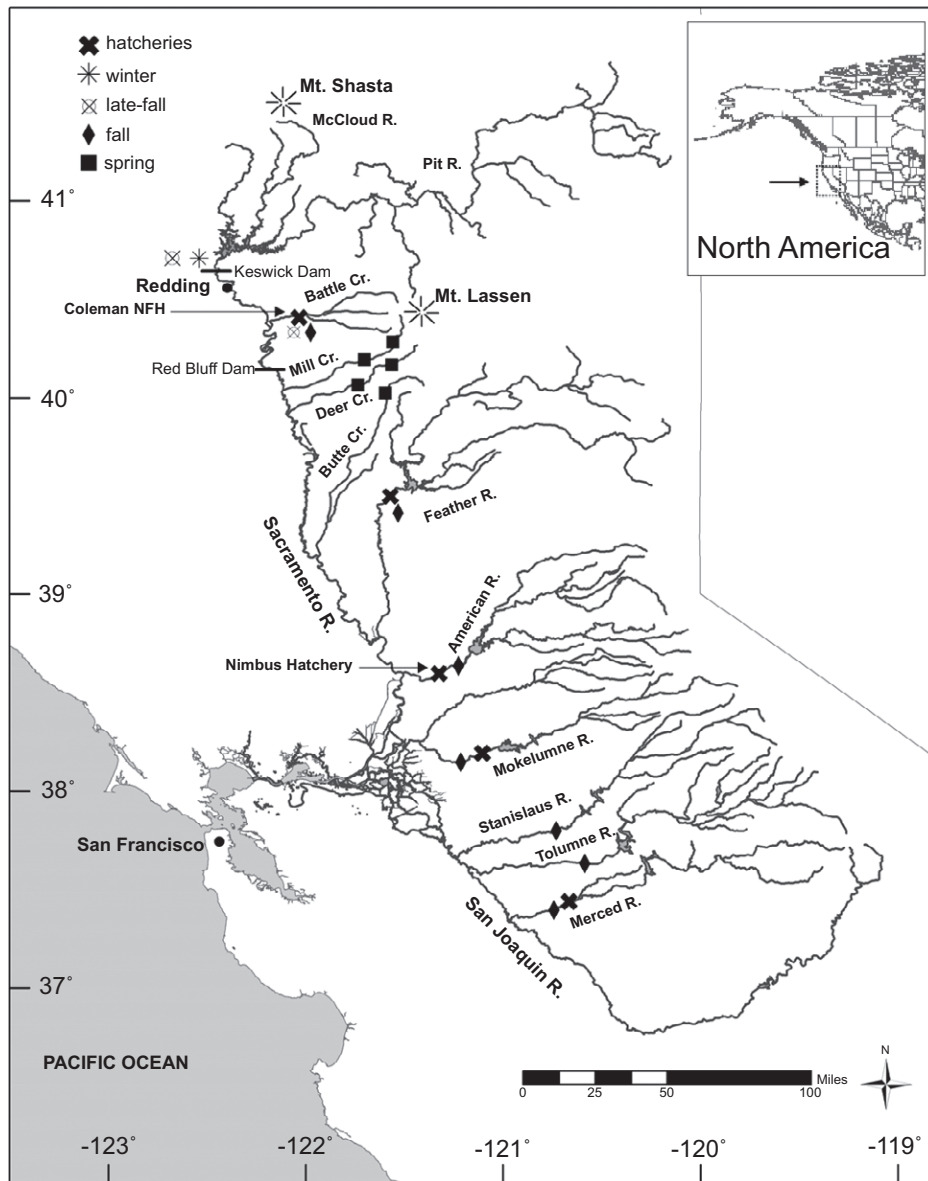 hatcheries
winter
late-fall
fall
spring
Mt. Shasta
McCloud R.
Pit R.
North America
41°
Keswick Dam
Redding
Battle Cr.
Mt. Lassen
Coleman NFH
Red Bluff Dam
Mill Cr.
40°
Deer Cr.
Butte Cr.
Feather R.
Sacramento R.
39°
American R.
Nimbus Hatchery
Mokelumne R.
38°
Stanislaus R.
San Francisco
Tolumne R.
Merced R.
San Joaquin R.
37°
PACIFIC OCEAN
N
Miles
0 25 50 100
-123° -122° -121° -120° -119°